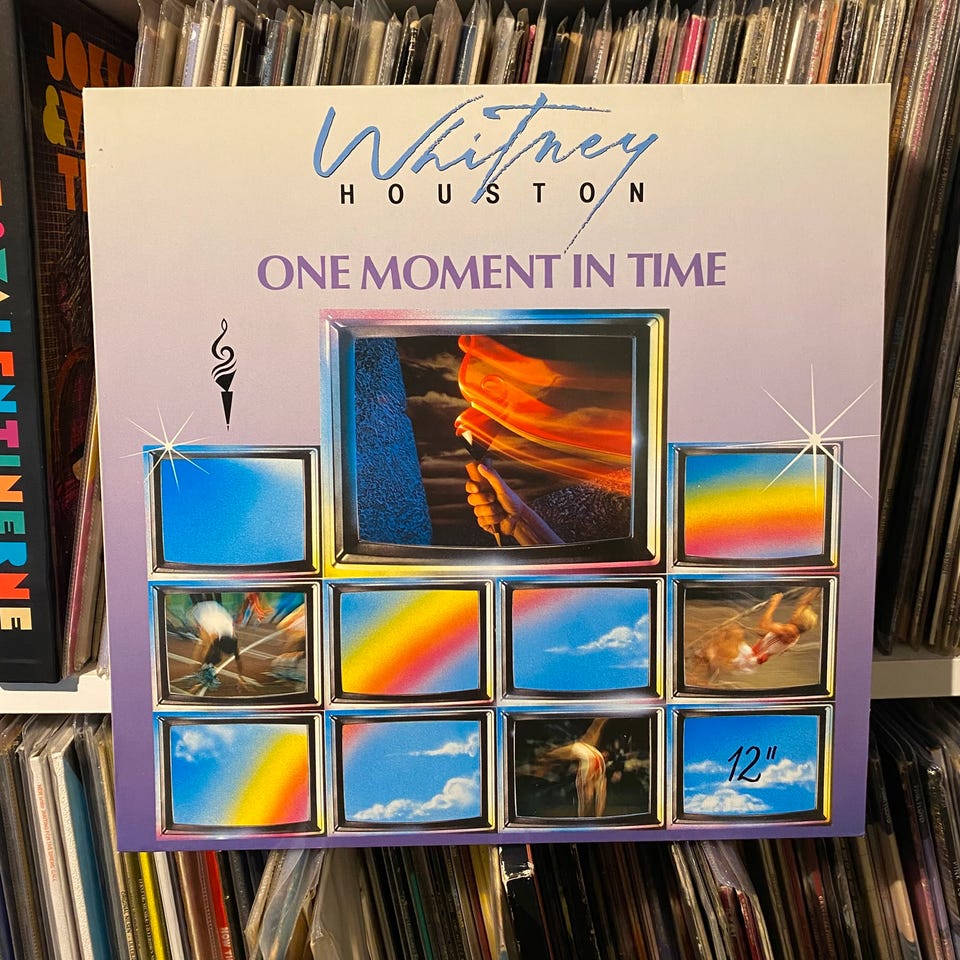 Whitney
HOUSTON
ONE MOMENT IN TIME
12"